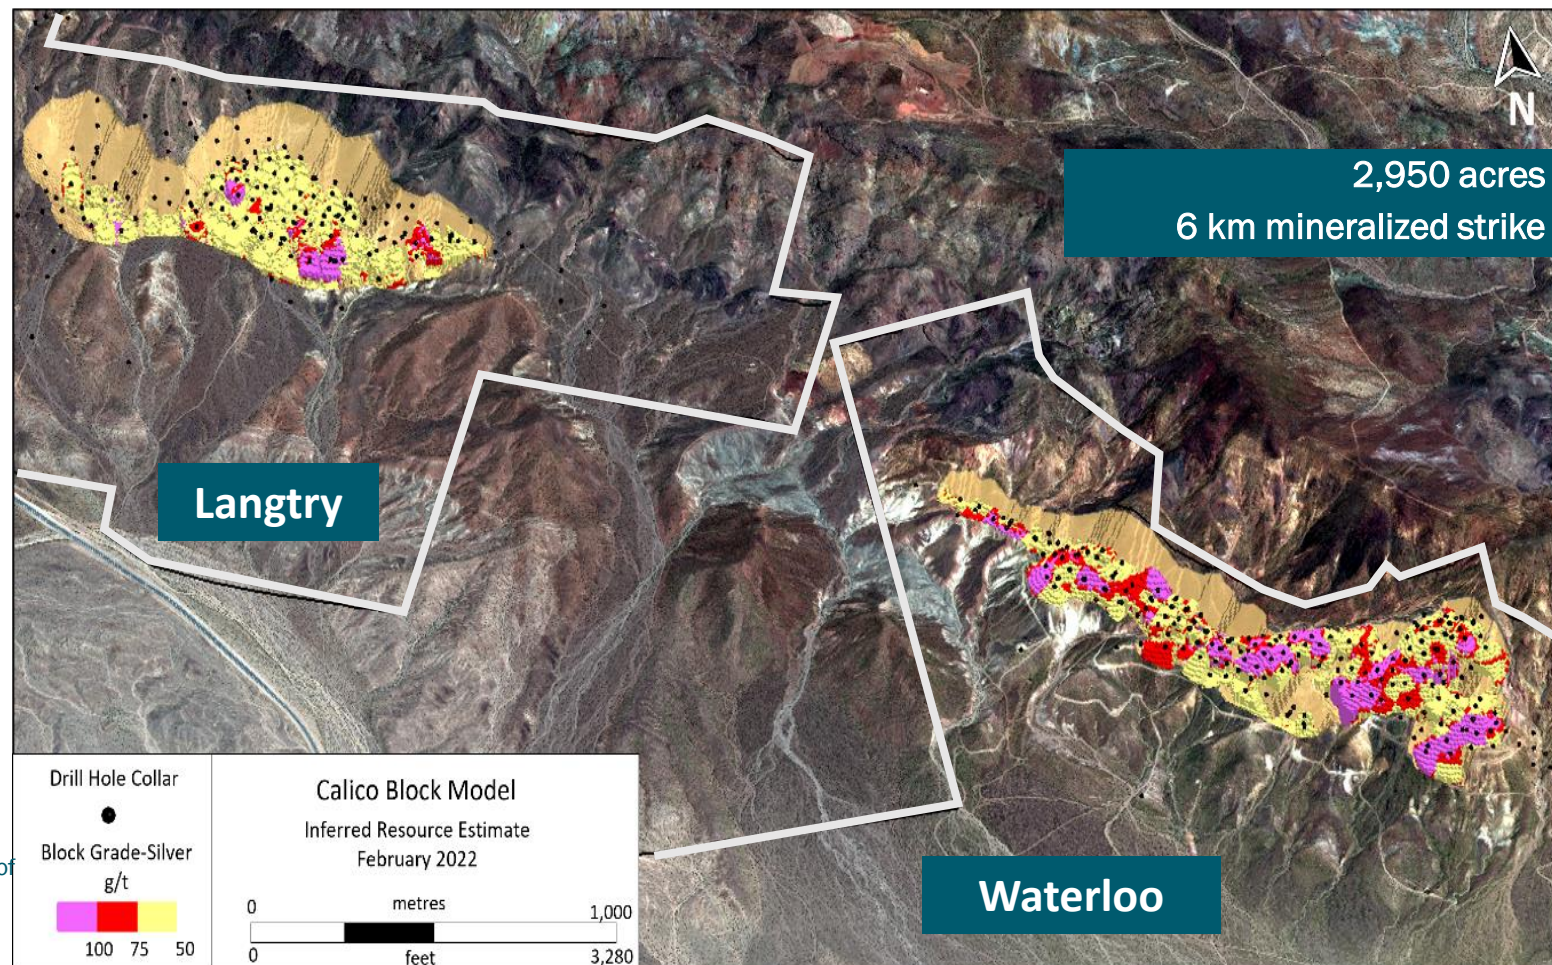 N
2,950 acres
6 km mineralized strike
Langtry
Waterloo
Drill Hole Collar
Block Grade-Silver
g/t
100 75 50
Calico Block Model
Inferred Resource Estimate
February 2022
metres
0 1,000
0 3,280
feet
of